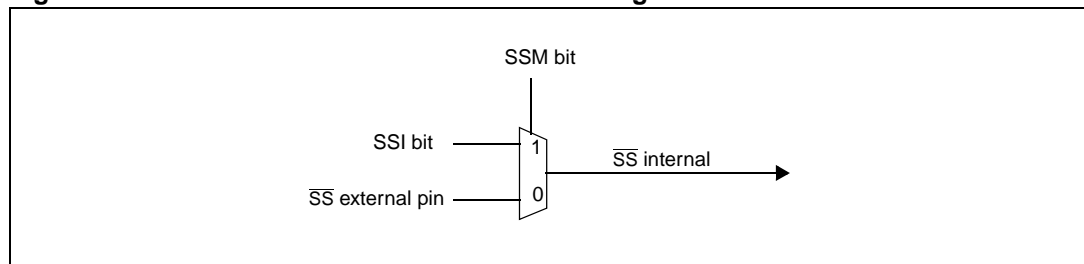 SSM bit
SSI bit
1
SS internal
SS external pin
0